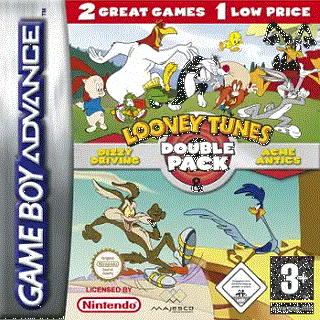 2 GREAT GAMES 1 LOW PRICE
GAME BOY ADVANCE
LOONEY TUNES
DOUBLE
PACK
DIZZY
DRIVING
ACME
ANTICS
LICENSED BY
Nintendo
MAJESCO
3+